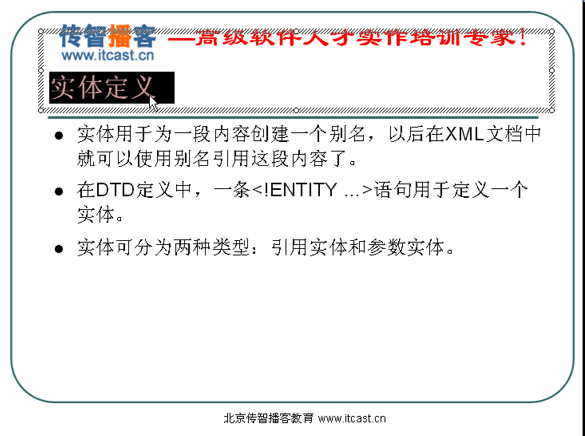 传智播客 —高级软件人才实作培训专家!
www.itcast.cn
实体定义
● 实体用于为一段内容创建一个别名，以后在XML文档中
就可以使用别名引用这段内容了。
● 在DTD定义中，一条<!ENTITY …>语句用于定义一个
实体。
● 实体可分为两种类型：引用实体和参数实体。
北京传智播客教育 www.itcast.cn